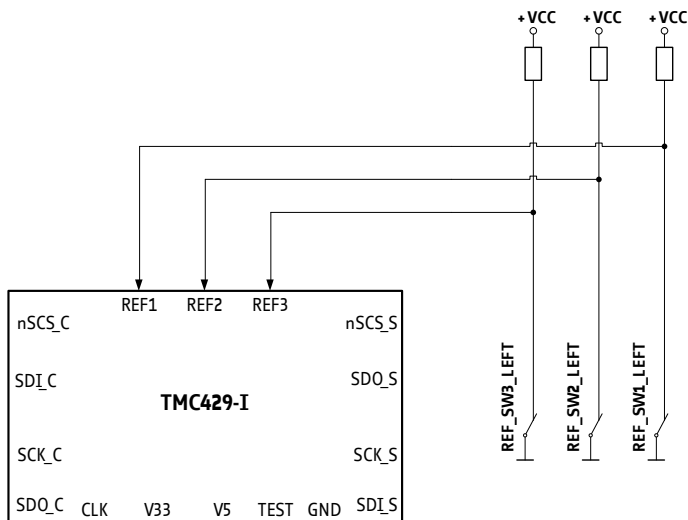 +VCC +VCC +VCC
REF1 REF2 REF3
nSCS_C nSCS_S
SDI_C SDO_S
TMC429-I
SCK_C SCK_S
SDO_C CLK V33 V5 TEST GND SDI_S
REF_SW3_LEFT
REF_SW2_LEFT
REF_SW1_LEFT